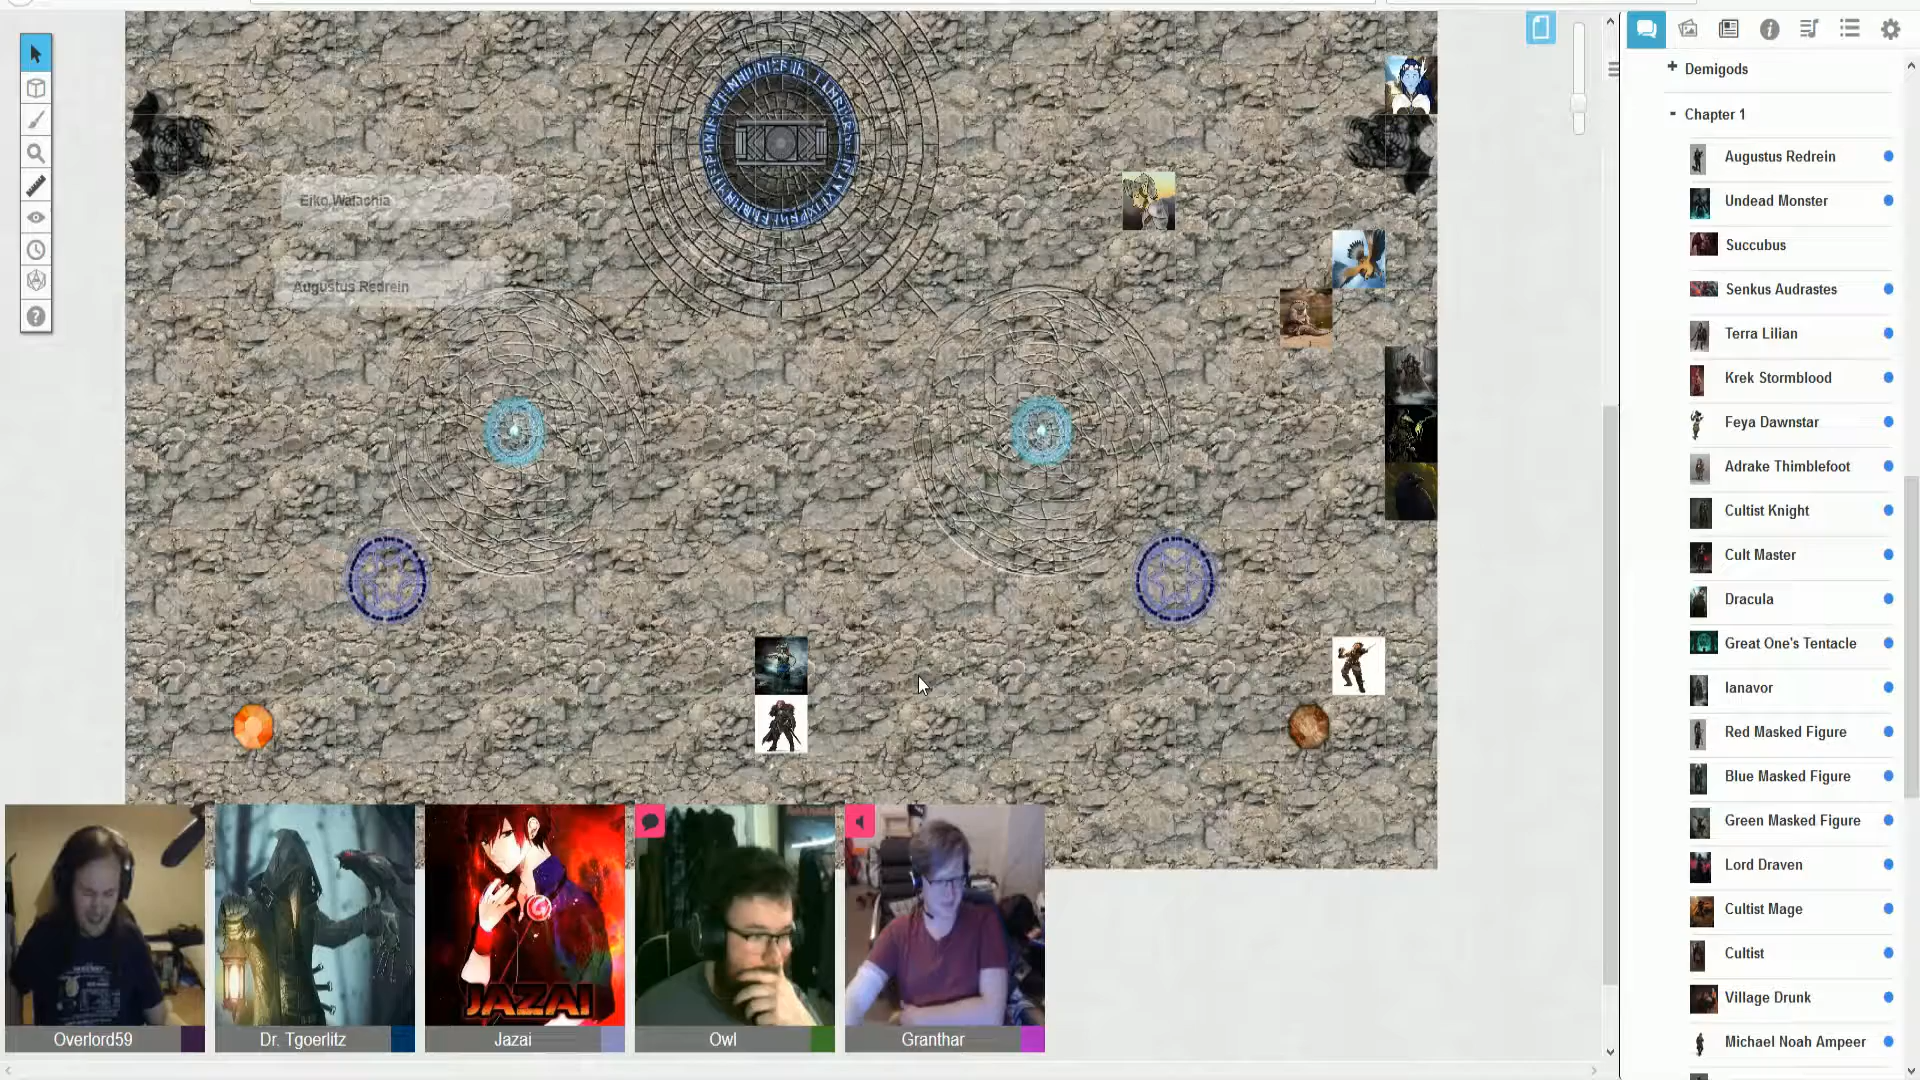 Demigods
Chapter 1
Augustus Redrein
Undead Monster
Succubus
Senkus Audrastes
Terra Lilian
Krek Stormblood
Feya Dawnstar
Adrake Thimblefoot
Cultist Knight
Cult Master
Dracula
Great One's Tentacle
Ianavor
Red Masked Figure
Blue Masked Figure
Green Masked Figure
Lord Draven
Cultist Mage
Cultist
Village Drunk
Michael Noah Ampeer
Eiko Walachia
Augustus Redrein
JAZAI
Overlord59
Dr. Tgoerlitz
Jazai
Owl
Granthar